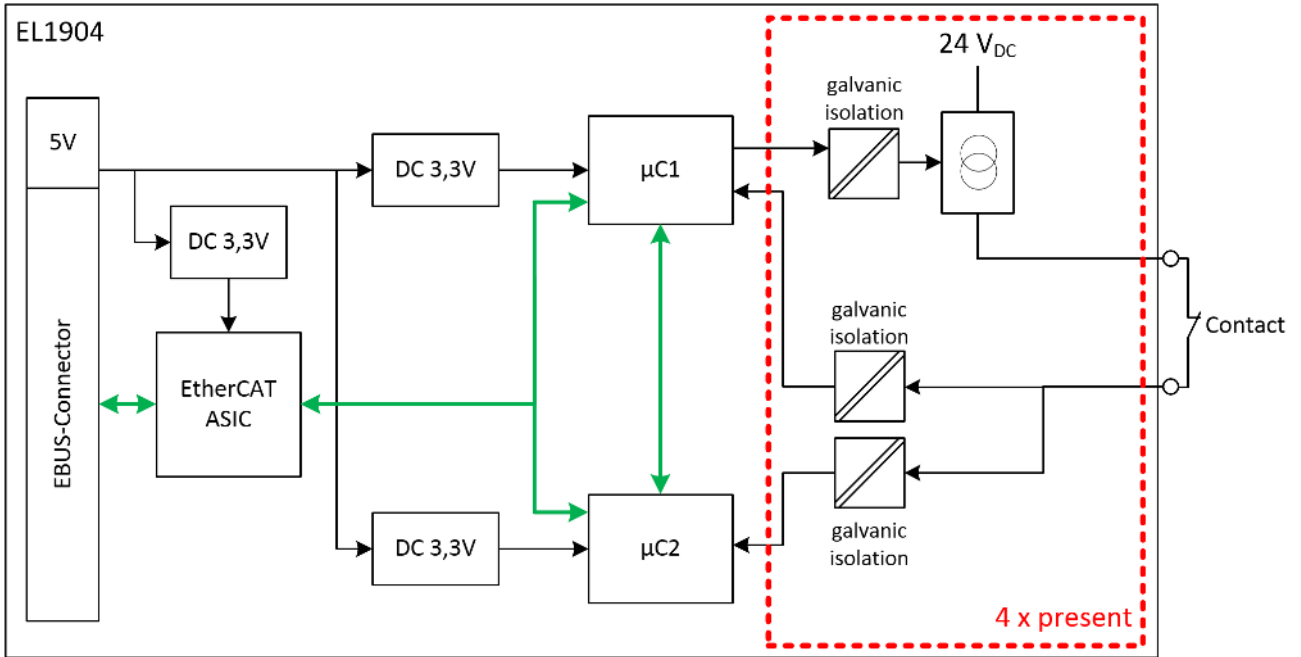 EL1904
24 VDC
galvanic
isolation
5V
DC 3,3V
µC1
DC 3,3V
galvanic
isolation
Contact
EtherCAT
ASIC
EBUS-Connector
DC 3,3V
µC2
galvanic
isolation
4 x present